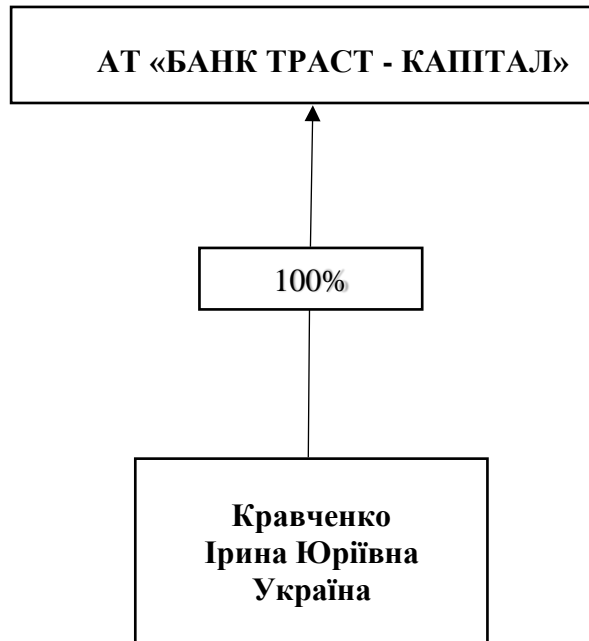 АТ «БАНК ТРАСТ - КАПІТАЛ»
100%
Кравченко
Ірина Юріївна
Україна